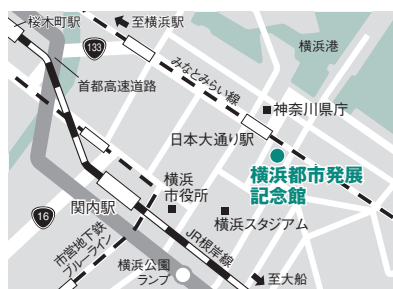 桜木町駅
至横浜駅
133
横浜港
みなとみらい線
首都高速道路
神奈川県庁
日本大通り駅
横浜都市発展
記念館
横浜
市役所
関内駅
16
横浜スタジアム
市営地下鉄
ブルーライン
JR根岸線
横浜公園
ランプ
至大船